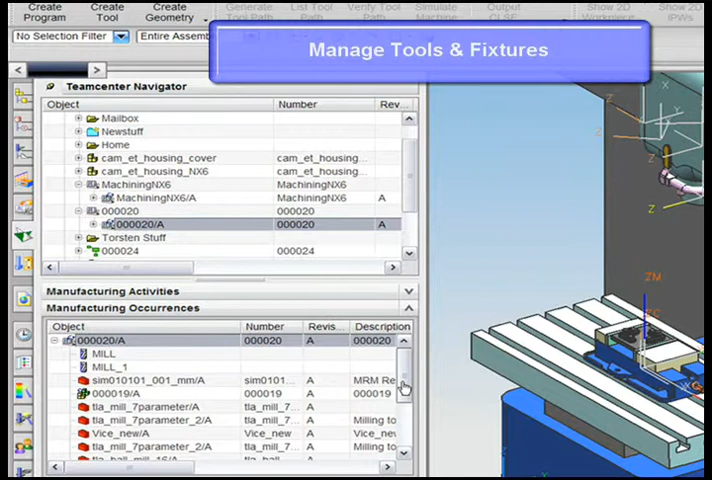 Create Create Create Generate List Tool Verify Tool Simulate Output Show 2D Show 2D
Program Tool Geometry Tool Path Path Path Machine CLSF Workpiece IPWs
No Selection Filter Entire Assemb
Manage Tools & Fixtures
Teamcenter Navigator
Object Number Rev...
Mailbox
Newstuff
Home
cam_et_housing_cover cam_et_housing...
cam_et_housing_NX6 cam_et_housing...
MachiningNX6 MachiningNX6
MachiningNX6/A MachiningNX6 A
000020 000020
000020/A 000020 A
Torsten Stuff
000024 000024
Manufacturing Activities
Manufacturing Occurrences
Object Number Revis... Description
000020/A 000020 A 000020
MILL
MILL_1
sim010101_001_mm/A sim0101... A MRM Re
000019/A 000019 A 000019
tla_mill_7parameter/A tla_mill_7... A
tla_mill_7parameter_2/A tla_mill_7... A Milling to
Vice_new/A Vice_new A Vice_new
tla_mill_7parameter_2/A tla_mill_7... A Milling to
X
Y
Z
Z
Z
Z
ZM
ZC